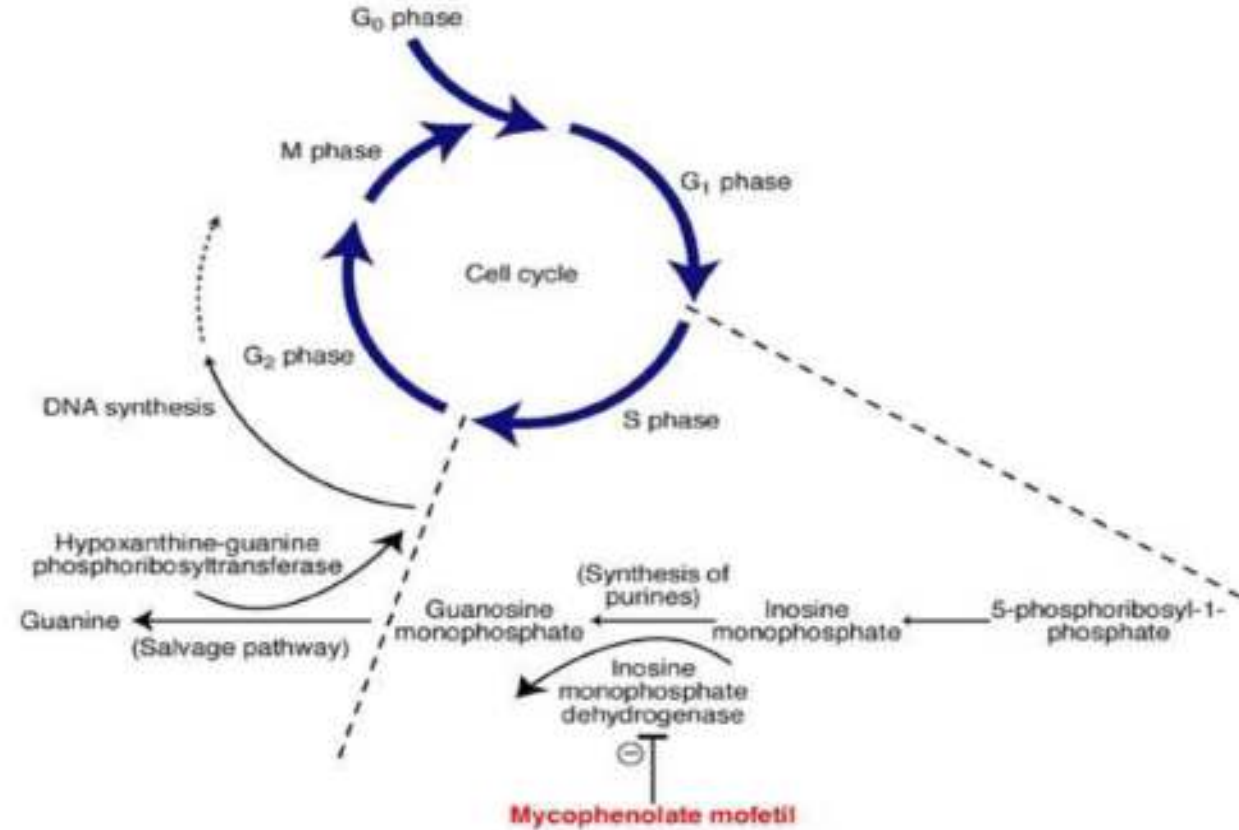 G₀ phase
M phase
G₁ phase
Cell cycle
G₂ phase
DNA synthesis
S phase
Hypoxanthine-guanine
phosphoribosyltransferase
Guanine
(Salvage pathway)
Guanosine
monophosphate
(Synthesis of
purines)
Inosine
monophosphate
5-phosphoribosyl-1-
phosphate
Inosine
monophosphate
dehydrogenase
−
Mycophenolate mofetil